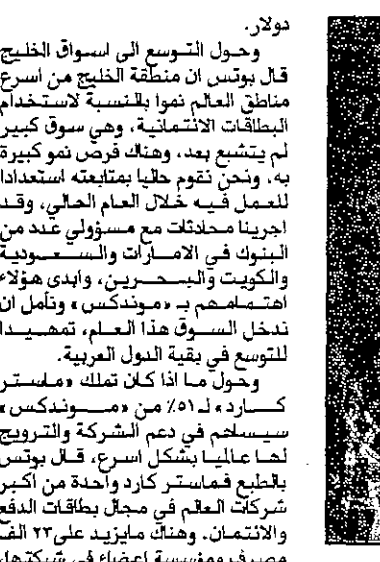 دولار.
وحول التوسع الى اسواق الخليج
قال بوتس ان منطقة الخليج من اسرع
مناطق العالم نموا بالنسبة لاستخدام
البطاقات الائتمانية، وهي سوق كبير
لم يتشبع بعد، وهناك فرص نمو كبيرة
به، ونحن نقوم حاليا بمتابعته استعدادا
للعمل فيه خلال العام الحالي، وقد
اجرينا محادثات مع مسؤولي عدد من
البنوك في الامارات والسعودية
والكويت والبحرين، وابدى هؤلاء
اهتمامهم بـ «موندكس» ونأمل ان
ندخل السوق هذا العام، تمهيدا
للتوسع في بقية الدول العربية.
وحول ما اذا كان تملك «ماستر
كارد» لـ ٥١٪ من «موندكس»
سيساهم في دعم الشركة والترويج
لها عالميا بشكل اسرع، قال بوتس
بالطبع فماستر كارد واحدة من اكبر
شركات العالم في مجال بطاقات الدفع
والائتمان. وهناك مايزيد على ٢٣ الف
مصرف ومؤسسة اعضاء في شبكتها،